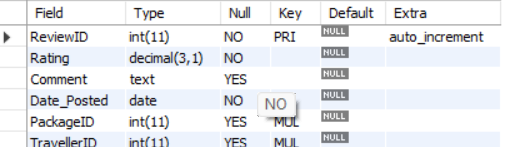 Field Type Null Key Default Extra
ReviewID int(11) NO PRI NULL auto_increment
Rating decimal(3,1) NO NULL
Comment text YES NULL
Date_Posted date NO NO NULL
PackageID int(11) YES MUL NULL
TravellerID int(11) YES MUL NULL